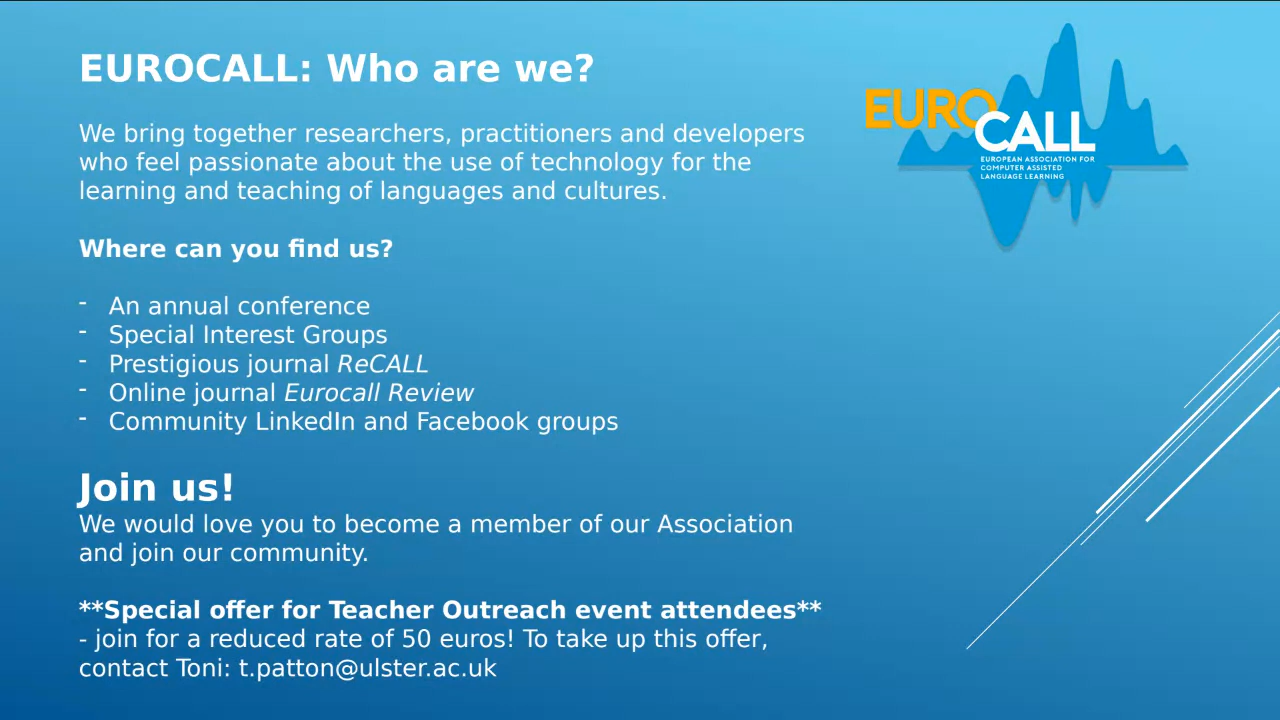 EUROCALL: Who are we?
We bring together researchers, practitioners and developers
who feel passionate about the use of technology for the
learning and teaching of languages and cultures.
Where can you find us?
- An annual conference
- Special Interest Groups
- Prestigious journal ReCALL
- Online journal Eurocall Review
- Community LinkedIn and Facebook groups
Join us!
We would love you to become a member of our Association
and join our community.
**Special offer for Teacher Outreach event attendees**
- join for a reduced rate of 50 euros! To take up this offer,
contact Toni: t.patton@ulster.ac.uk
EURO
CALL
EUROPEAN ASSOCIATION FOR
COMPUTER ASSISTED
LANGUAGE LEARNING